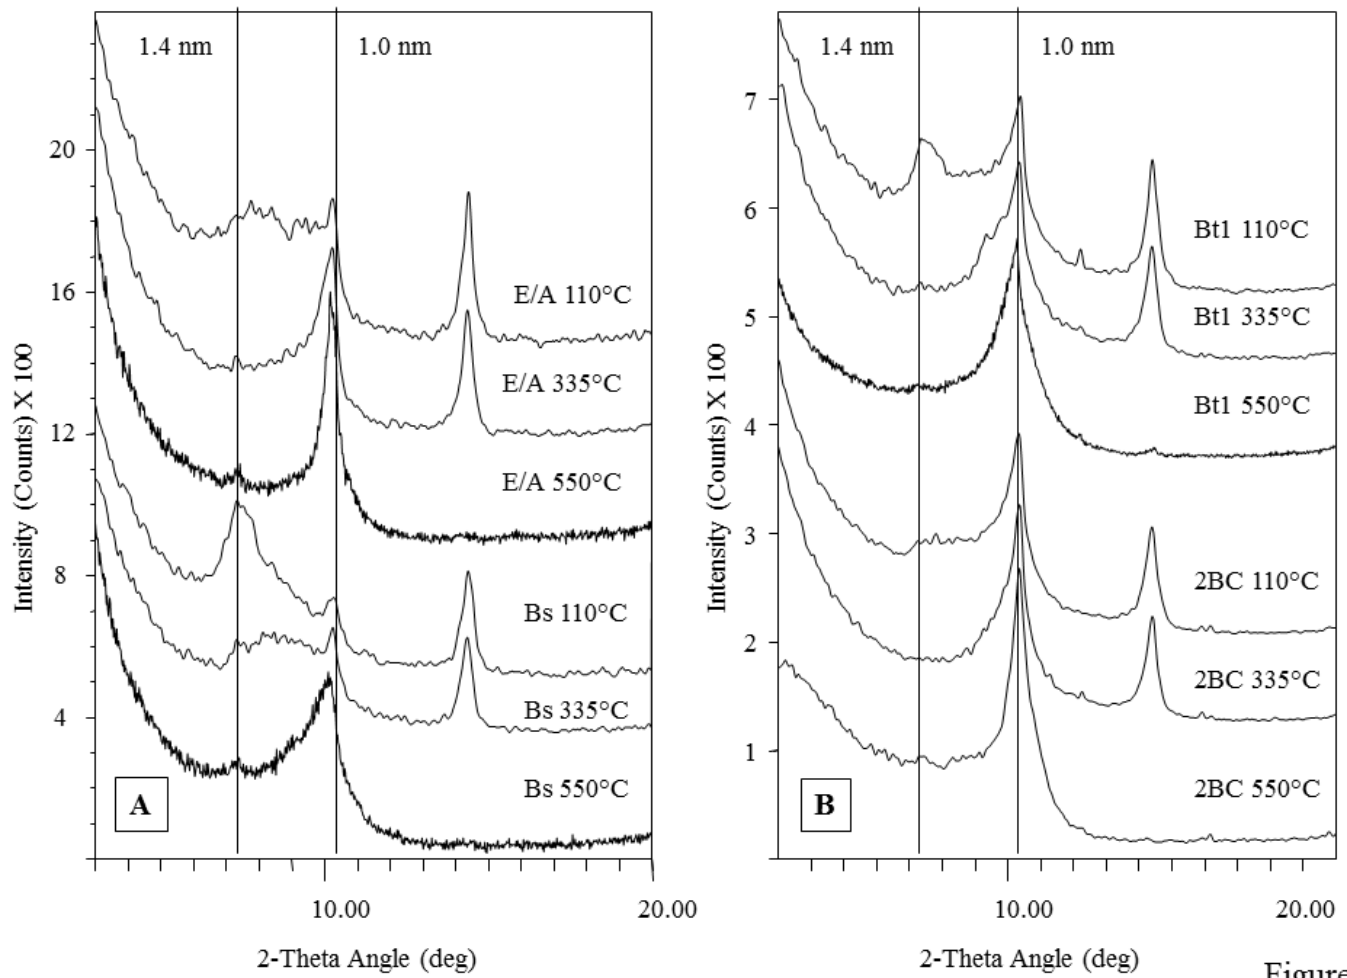 1.4 nm
1.0 nm
20
16
12
8
4
E/A 110°C
E/A 335°C
E/A 550°C
Bs 110°C
Bs 335°C
Bs 550°C
A
Intensity (Counts) X 100
10.00
20.00
2-Theta Angle (deg)
1.4 nm
1.0 nm
7
6
5
4
3
2
1
Bt1 110°C
Bt1 335°C
Bt1 550°C
2BC 110°C
2BC 335°C
2BC 550°C
B
Intensity (Counts) X 100
10.00
20.00
2-Theta Angle (deg)
Figure